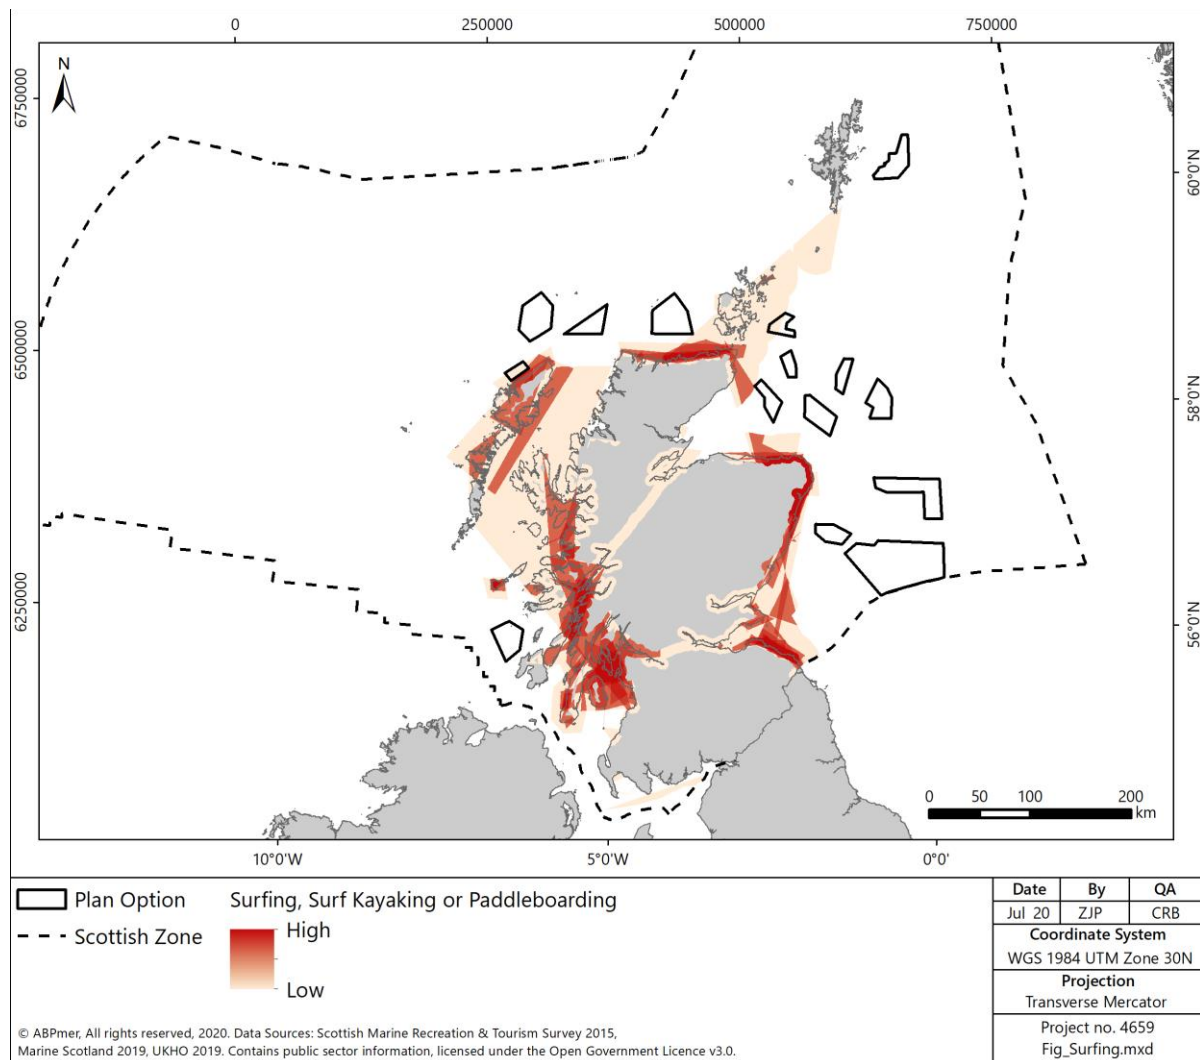 0 250000 500000 750000
N
6750000
6500000
6250000
60°0'N
58°0'N
56°0'N
0 50 100 200
km
10°0'W 5°0'W 0°0'
Plan Option
Scottish Zone
Surfing, Surf Kayaking or Paddleboarding
High
Low
Date By QA
Jul 20 ZJP CRB
Coordinate System
WGS 1984 UTM Zone 30N
Projection
Transverse Mercator
Project no. 4659
Fig_Surfing.mxd
© ABPmer, All rights reserved, 2020. Data Sources: Scottish Marine Recreation & Tourism Survey 2015,
Marine Scotland 2019, UKHO 2019. Contains public sector information, licensed under the Open Government Licence v3.0.